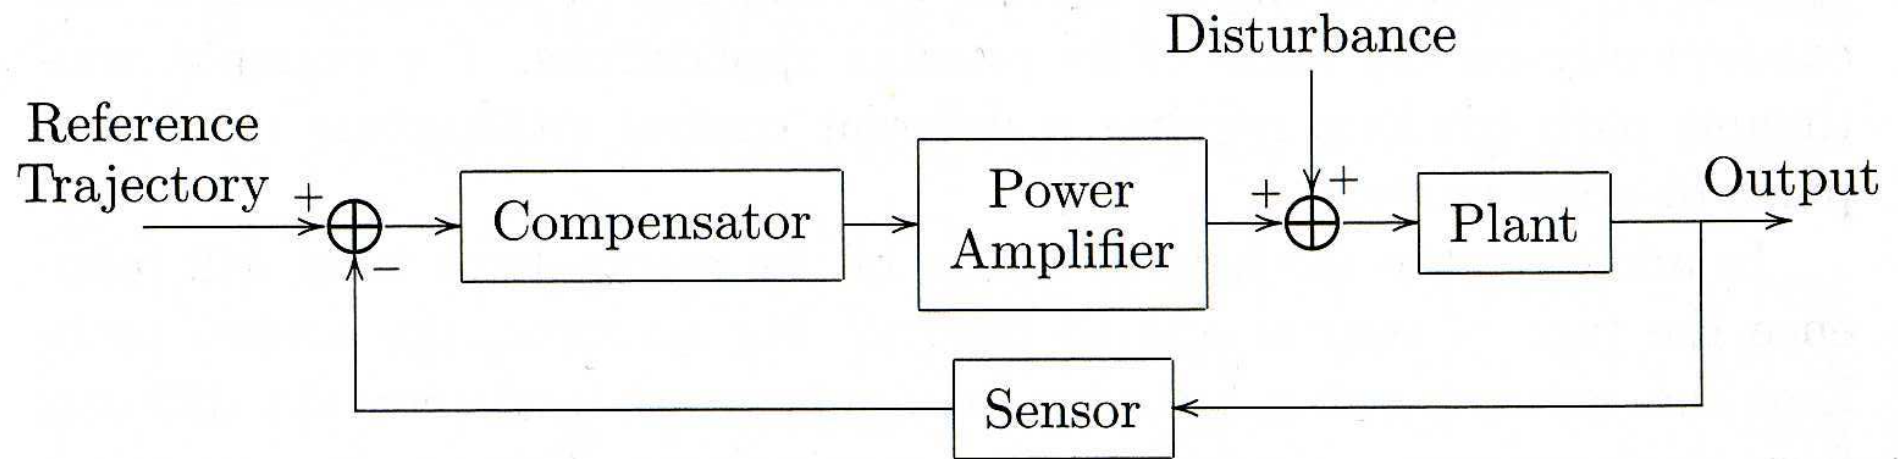 Disturbance
Reference
Trajectory
+
−
Compensator
Power
Amplifier
+
+
Plant
Output
Sensor